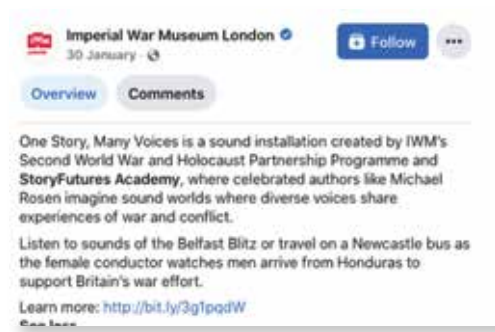 Imperial War Museum London
30 January
Follow
Overview
Comments
One Story, Many Voices is a sound installation created by IWM's
Second World War and Holocaust Partnership Programme and
StoryFutures Academy, where celebrated authors like Michael
Rosen imagine sound worlds where diverse voices share
experiences of war and conflict.
Listen to sounds of the Belfast Blitz or travel on a Newcastle bus as
the female conductor watches men arrive from Honduras to
support Britain's war effort.
Learn more: http://bit.ly/3g1pqdW
See less